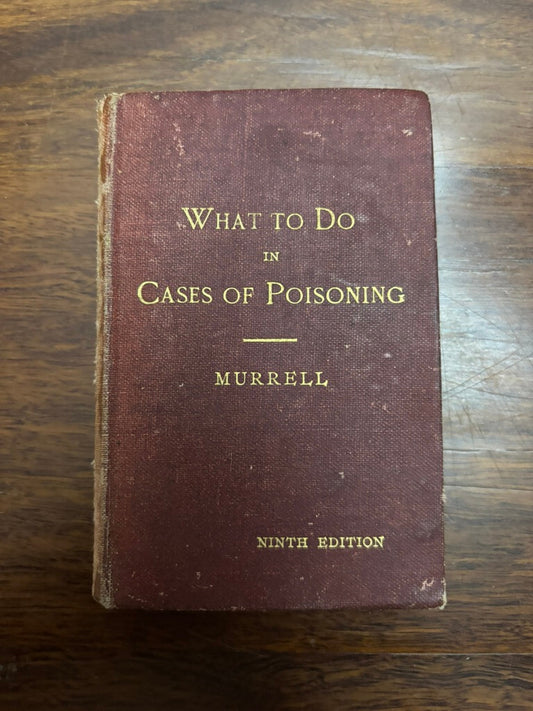 What to Do
in
Cases of Poisoning
MURRELL
NINTH EDITION